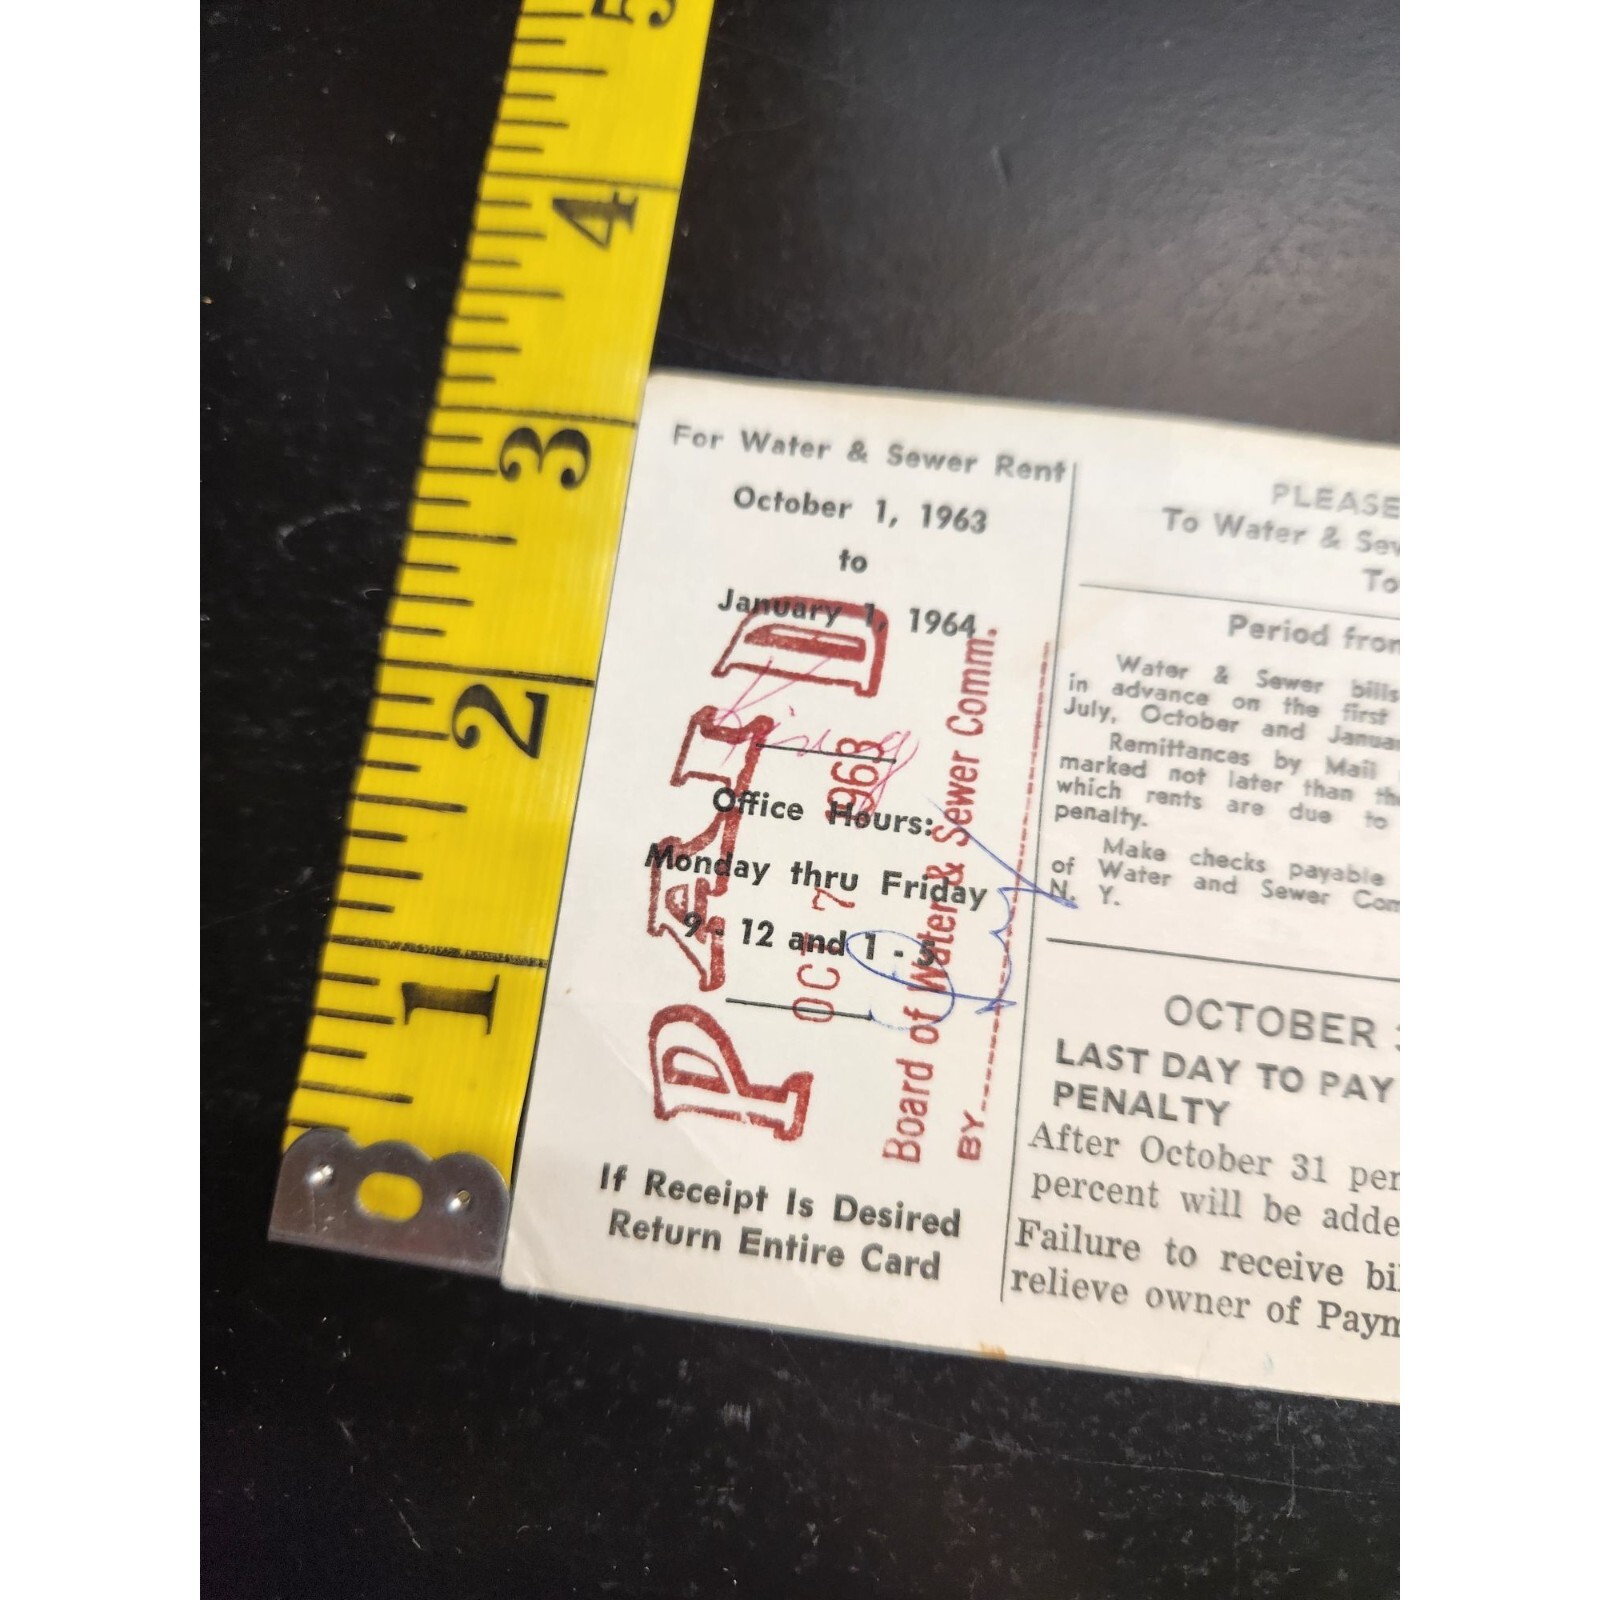 5
4
3
2
1
For Water & Sewer Rent
October 1, 1963
to
January 1, 1964
Office Hours:
Monday thru Friday
9 - 12 and 1 - 5
If Receipt Is Desired
Return Entire Card
PAID
OCT 7 1963
Board of Water & Sewer Comm.
BY
King
PLEASE
To Water & Sew
To
Period from
Water & Sewer bills
in advance on the first
July, October and Janua
Remittances by Mail
marked not later than th
which rents are due to
penalty.
Make checks payable
of Water and Sewer Com
N. Y.
OCTOBER 3
LAST DAY TO PAY
PENALTY
After October 31 per
percent will be adde
Failure to receive bi
relieve owner of Paym